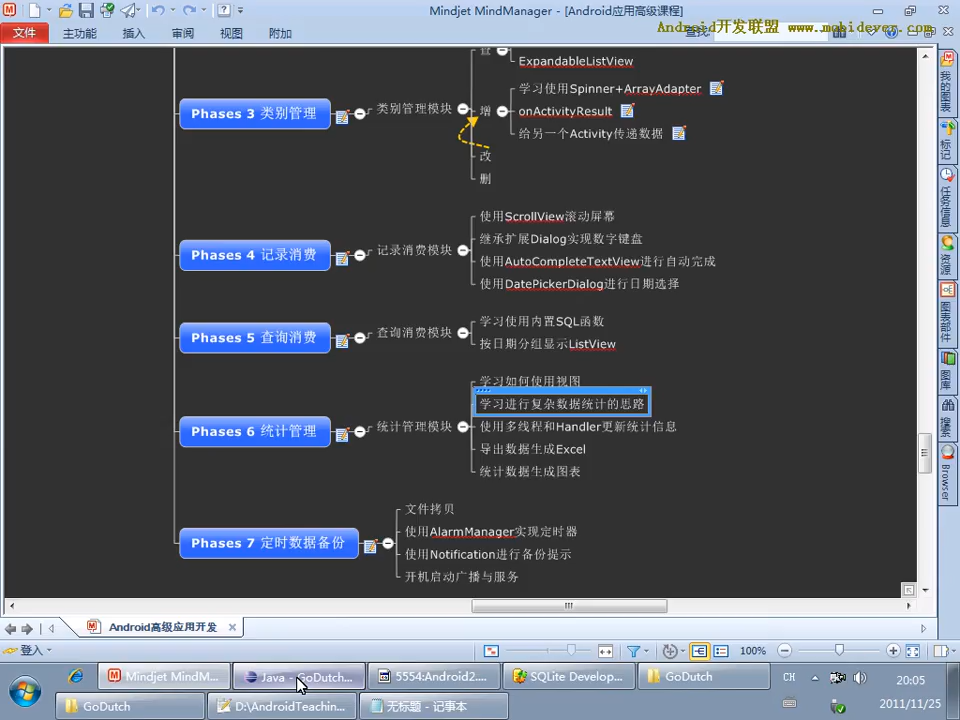 Mindjet MindManager - [Android应用高级课程]
Android开发联盟 www.mobidever.com
文件 主功能 插入 审阅 视图 附加
查
ExpandableListView
Phases 3 类别管理
类别管理模块
增
学习使用Spinner+ArrayAdapter
onActivityResult
给另一个Activity传递数据
改
删
Phases 4 记录消费
记录消费模块
使用ScrollView滚动屏幕
继承扩展Dialog实现数字键盘
使用AutoCompleteTextView进行自动完成
使用DatePickerDialog进行日期选择
Phases 5 查询消费
查询消费模块
学习使用内置SQL函数
按日期分组显示ListView
Phases 6 统计管理
统计管理模块
学习如何使用视图
学习进行复杂数据统计的思路
使用多线程和Handler更新统计信息
导出数据生成Excel
统计数据生成图表
Phases 7 定时数据备份
文件拷贝
使用AlarmManager实现定时器
使用Notification进行备份提示
开机启动广播与服务
我的图表
标记
任务信息
资源
图表部件
图库
搜索
Browser
Android高级应用开发
登入
100%
Mindjet MindM...
Java - GoDutch...
5554:Android2....
SQLite Develop...
GoDutch
CH
20:05
GoDutch
D:\AndroidTeachin...
无标题 - 记事本
2011/11/25